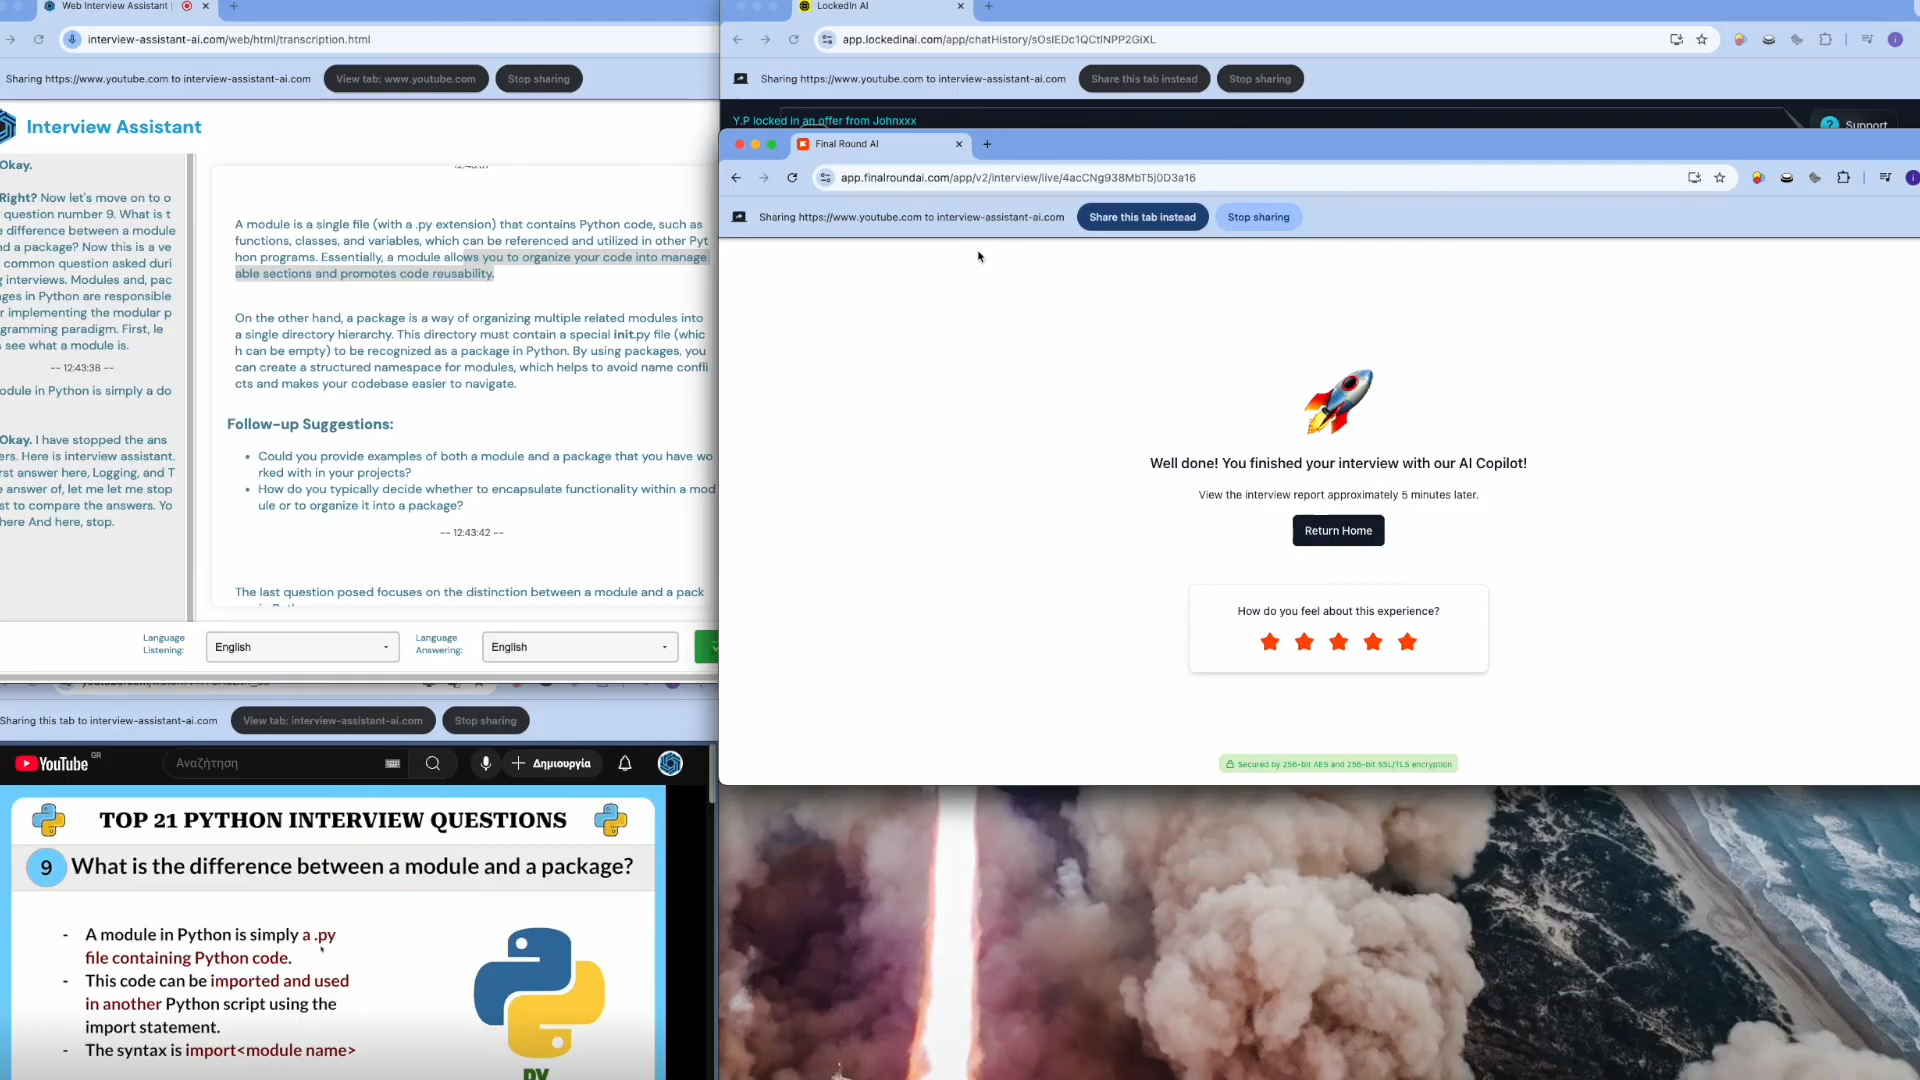 Web Interview Assistant
interview-assistant-ai.com/web/html/transcription.html
Sharing https://www.youtube.com to interview-assistant-ai.com
View tab: www.youtube.com
Stop sharing
Interview Assistant
Okay.
Right? Now let's move on to o
question number 9. What is t
e difference between a module
nd a package? Now this is a ve
common question asked duri
g interviews. Modules and, pac
ges in Python are responsible
r implementing the modular p
gramming paradigm. First, le
s see what a module is.
-- 12:43:38 --
odule in Python is simply a do
Okay. I have stopped the ans
ers. Here is interview assistant.
rst answer here, Logging, and T
e answer of, let me let me stop
st to compare the answers. Yo
here And here, stop.
A module is a single file (with a .py extension) that contains Python code, such as
functions, classes, and variables, which can be referenced and utilized in other Pyt
hon programs. Essentially, a module allows you to organize your code into manage
able sections and promotes code reusability.
On the other hand, a package is a way of organizing multiple related modules into
a single directory hierarchy. This directory must contain a special init.py file (whic
h can be empty) to be recognized as a package in Python. By using packages, you
can create a structured namespace for modules, which helps to avoid name confli
cts and makes your codebase easier to navigate.
Follow-up Suggestions:
Could you provide examples of both a module and a package that you have wo
rked with in your projects?
How do you typically decide whether to encapsulate functionality within a mod
ule or to organize it into a package?
-- 12:43:42 --
The last question posed focuses on the distinction between a module and a pack
Language
Listening:
English
Language
Answering:
English
Sharing this tab to interview-assistant-ai.com
View tab: interview-assistant-ai.com
Stop sharing
YouTube GR
Αναζήτηση
Δημιουργία
TOP 21 PYTHON INTERVIEW QUESTIONS
9 What is the difference between a module and a package?
- A module in Python is simply a .py
file containing Python code.
- This code can be imported and used
in another Python script using the
import statement.
- The syntax is import<module name>
PY
LockedIn AI
app.lockedinai.com/app/chatHistory/sOsIEDc1QCtINPP2GiXL
Sharing https://www.youtube.com to interview-assistant-ai.com
Share this tab instead
Stop sharing
Y.P locked in an offer from Johnxxx
Support
Final Round AI
app.finalroundai.com/app/v2/interview/live/4acCNg938MbT5j0D3a16
Sharing https://www.youtube.com to interview-assistant-ai.com
Share this tab instead
Stop sharing
Well done! You finished your interview with our AI Copilot!
View the interview report approximately 5 minutes later.
Return Home
How do you feel about this experience?
Secured by 256-bit AES and 256-bit SSL/TLS encryption